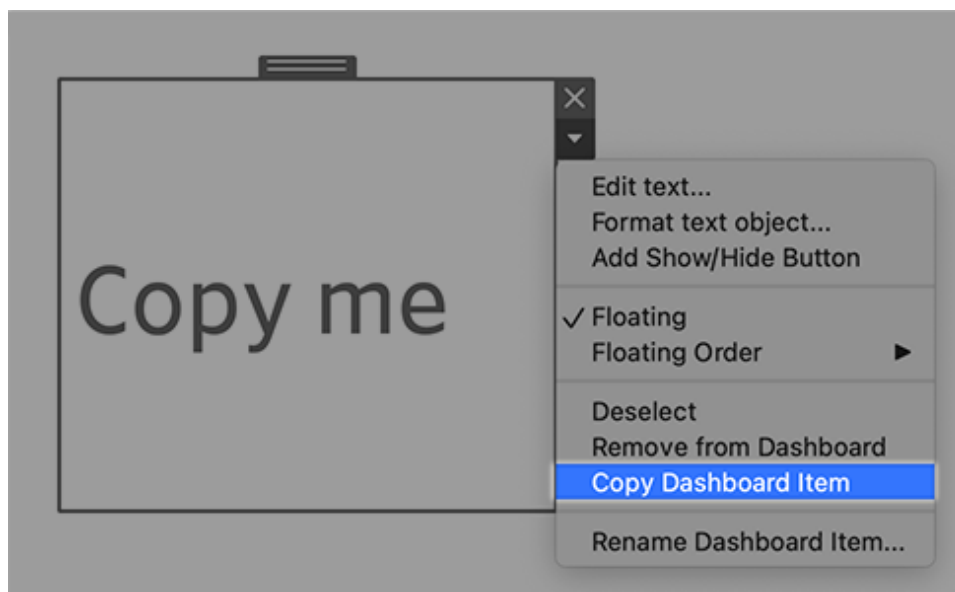 Copy me
Edit text...
Format text object...
Add Show/Hide Button
Floating
Floating Order
Deselect
Remove from Dashboard
Copy Dashboard Item
Rename Dashboard Item...